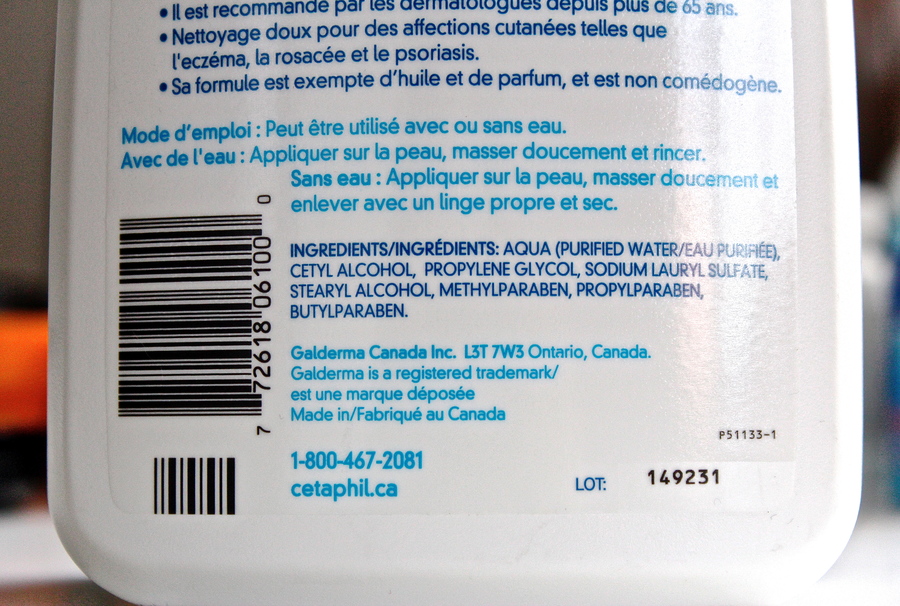 • Il est recommandé par les dermatologues depuis plus de 65 ans.
• Nettoyage doux pour des affections cutanées telles que
l'eczéma, la rosacée et le psoriasis.
• Sa formule est exempte d'huile et de parfum, et est non comédogène.
Mode d'emploi : Peut être utilisé avec ou sans eau.
Avec de l'eau : Appliquer sur la peau, masser doucement et rincer.
Sans eau : Appliquer sur la peau, masser doucement et
enlever avec un linge propre et sec.
INGREDIENTS/INGRÉDIENTS: AQUA (PURIFIED WATER/EAU PURIFIÉE),
CETYL ALCOHOL, PROPYLENE GLYCOL, SODIUM LAURYL SULFATE,
STEARYL ALCOHOL, METHYLPARABEN, PROPYLPARABEN,
BUTYLPARABEN.
Galderma Canada Inc. L3T 7W3 Ontario, Canada.
Galderma is a registered trademark/
est une marque déposée
Made in/Fabriqué au Canada
1-800-467-2081
cetaphil.ca
7 72618 06100 0
P51133-1
LOT: 149231